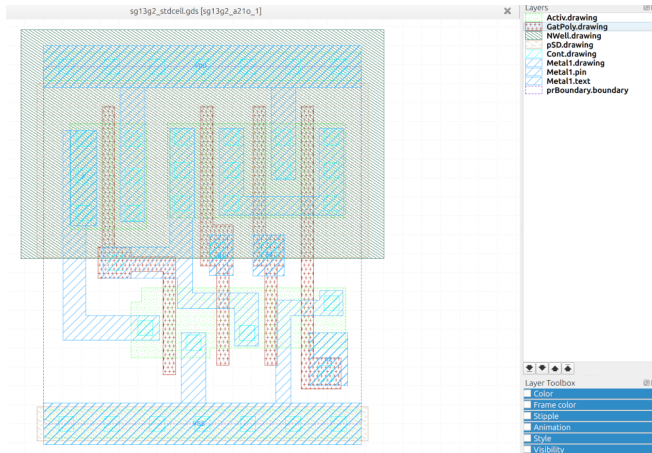 sg13g2_stdcell.gds [sg13g2_a21o_1]
Layers
Activ.drawing
GatPoly.drawing
NWell.drawing
pSD.drawing
Cont.drawing
Metal1.drawing
Metal1.pin
Metal1.text
prBoundary.boundary
Layer Toolbox
Color
Frame color
Stipple
Animation
Style
Visibility